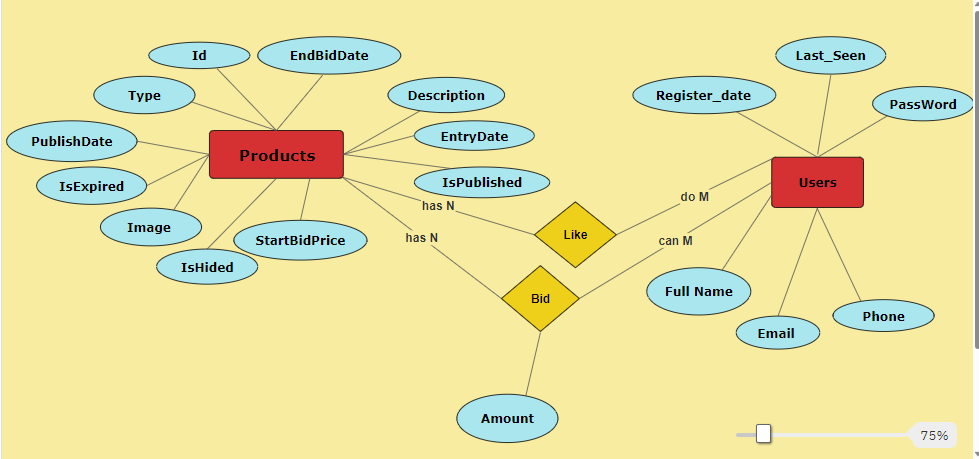 Id
EndBidDate
Last_Seen
Type
Description
Register_date
PassWord
PublishDate
EntryDate
Products
IsExpired
IsPublished
Users
has N
do M
Image
StartBidPrice
Like
has N
can M
IsHided
Full Name
Bid
Phone
Email
Amount
75%